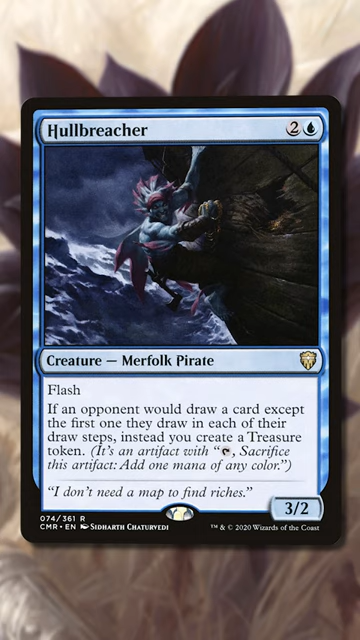 Hullbreacher 2
Creature — Merfolk Pirate
Flash
If an opponent would draw a card except
the first one they draw in each of their
draw steps, instead you create a Treasure
token. (It's an artifact with “, Sacrifice
this artifact: Add one mana of any color.”)
“I don't need a map to find riches.”
3/2
074/361 R
CMR • EN Sidharth Chaturvedi
™ & © 2020 Wizards of the Coast